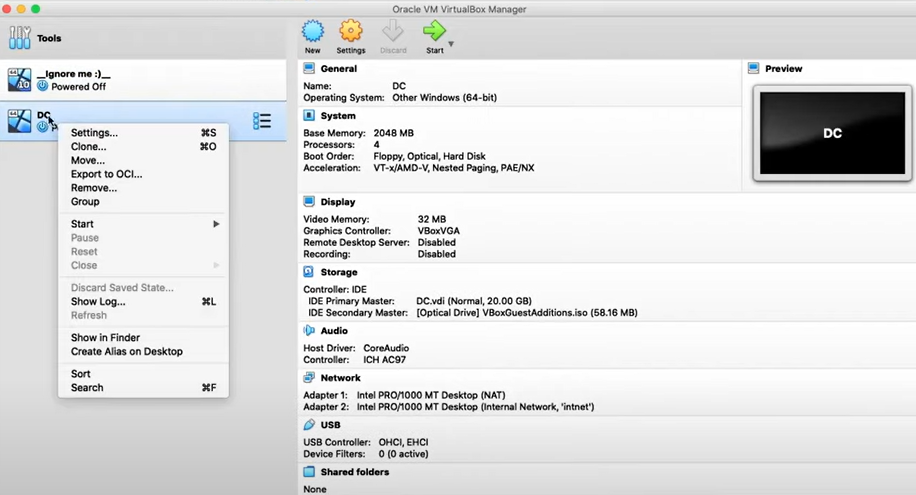 Oracle VM VirtualBox Manager
Tools
New
Settings
Discard
Start
64
10
__Ignore me :)__
Powered Off
64
DC
P
Settings... ⌘S
Clone... ⌘O
Move...
Export to OCI...
Remove...
Group
Start
Pause
Reset
Close
Discard Saved State...
Show Log... ⌘L
Refresh
Show in Finder
Create Alias on Desktop
Sort
Search ⌘F
General
Name: DC
Operating System: Other Windows (64-bit)
System
Base Memory: 2048 MB
Processors: 4
Boot Order: Floppy, Optical, Hard Disk
Acceleration: VT-x/AMD-V, Nested Paging, PAE/NX
Display
Video Memory: 32 MB
Graphics Controller: VBoxVGA
Remote Desktop Server: Disabled
Recording: Disabled
Storage
Controller: IDE
IDE Primary Master: DC.vdi (Normal, 20.00 GB)
IDE Secondary Master: [Optical Drive] VBoxGuestAdditions.iso (58.16 MB)
Audio
Host Driver: CoreAudio
Controller: ICH AC97
Network
Adapter 1: Intel PRO/1000 MT Desktop (NAT)
Adapter 2: Intel PRO/1000 MT Desktop (Internal Network, 'intnet')
USB
USB Controller: OHCI, EHCI
Device Filters: 0 (0 active)
Shared folders
None
Preview
DC